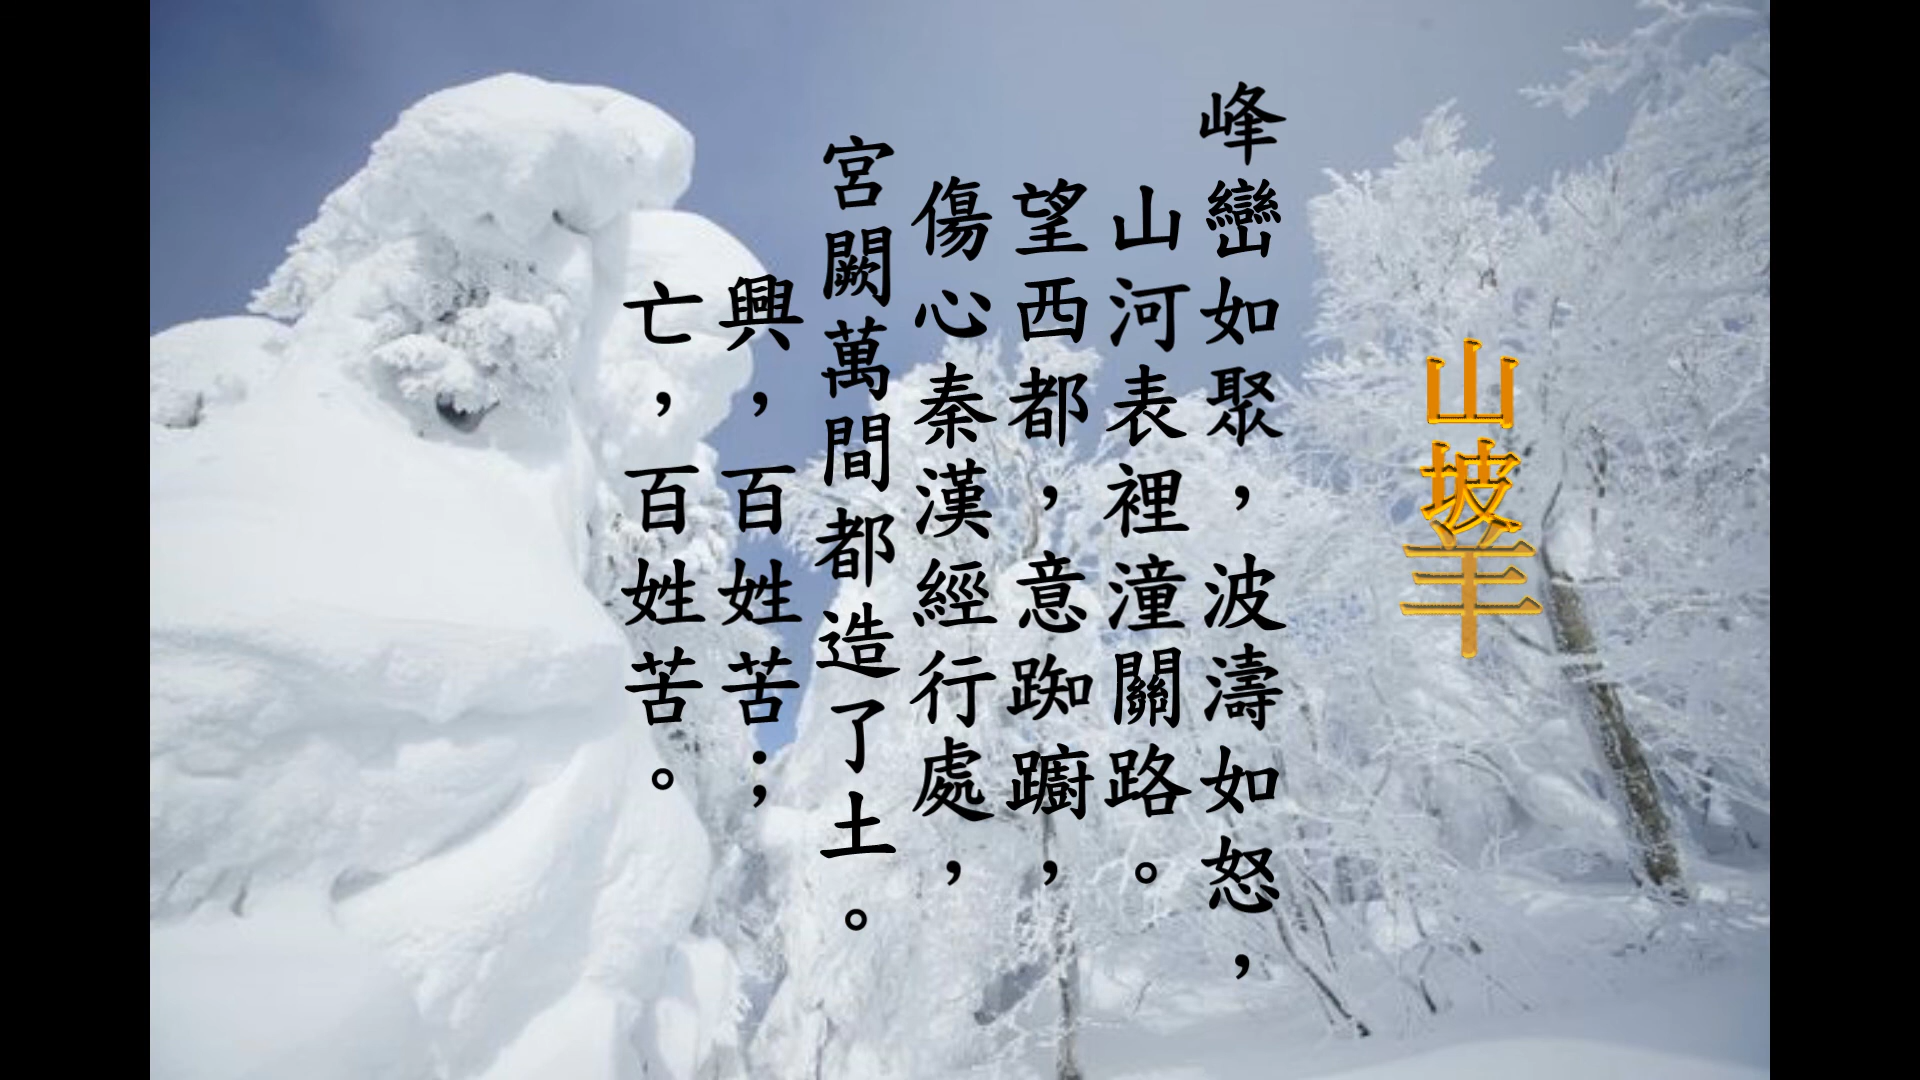 山坡羊
峰巒如聚，波濤如怒，
山河表裡潼關路。
望西都，意踟躕，
傷心秦漢經行處，
宮闕萬間都造了土。
興，百姓苦；
亡，百姓苦。